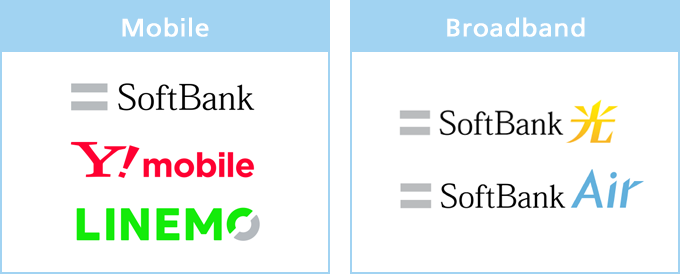 Mobile
SoftBank
Y!mobile
LINEMO
Broadband
SoftBank 光
SoftBank Air